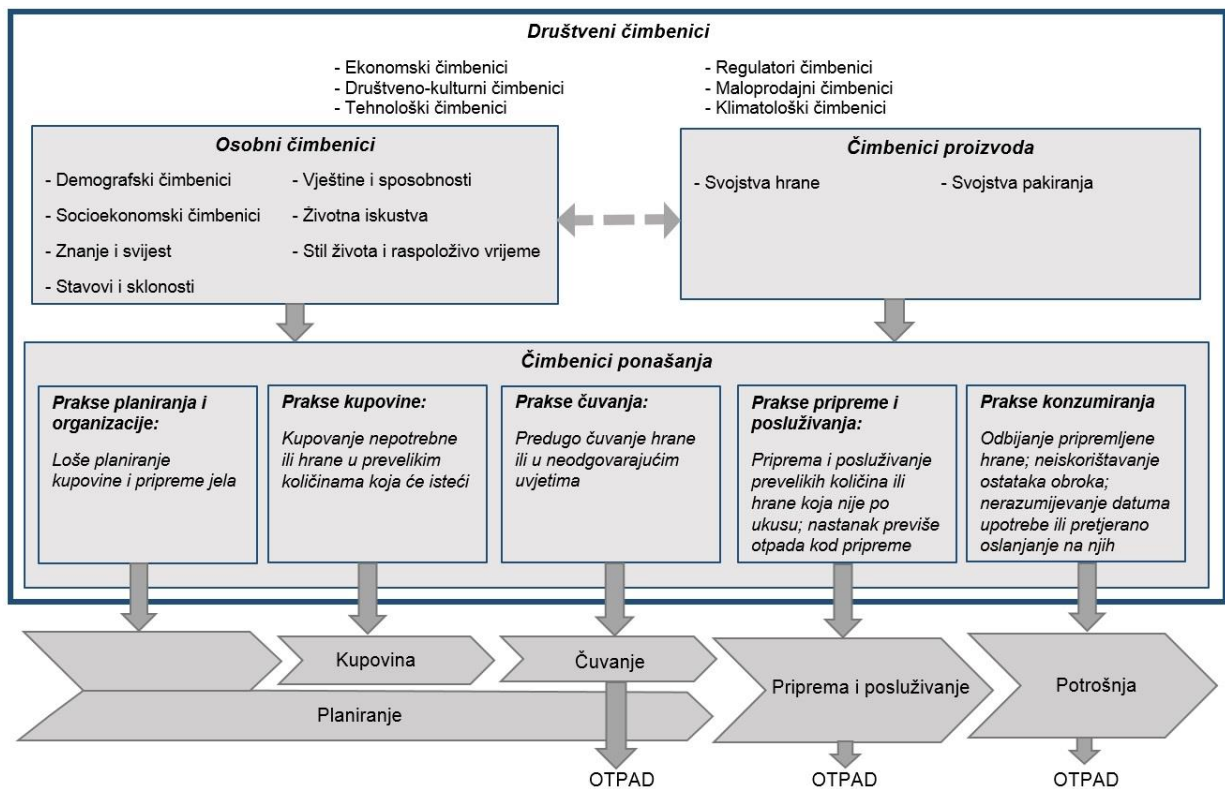 Društveni čimbenici
- Ekonomski čimbenici
- Društveno-kulturni čimbenici
- Tehnološki čimbenici
- Regulatori čimbenici
- Maloprodajni čimbenici
- Klimatološki čimbenici
Osobni čimbenici
- Demografski čimbenici
- Socioekonomski čimbenici
- Znanje i svijest
- Stavovi i sklonosti
- Vještine i sposobnosti
- Životna iskustva
- Stil života i raspoloživo vrijeme
Čimbenici proizvoda
- Svojstva hrane
- Svojstva pakiranja
Čimbenici ponašanja
Prakse planiranja i
organizacije:
Loše planiranje
kupovine i pripreme jela
Prakse kupovine:
Kupovanje nepotrebne
ili hrane u prevelikim
količinama koja će isteći
Prakse čuvanja:
Predugo čuvanje hrane
ili u neodgovarajućim
uvjetima
Prakse pripreme i
posluživanja:
Priprema i posluživanje
prevelikih količina ili
hrane koja nije po
ukusu; nastanak previše
otpada kod pripreme
Prakse konzumiranja
Odbijanje pripremljene
hrane; neiskorištavanje
ostataka obroka;
nerazumijevanje datuma
upotrebe ili pretjerano
oslanjanje na njih
Kupovina
Čuvanje
Planiranje
Priprema i posluživanje
Potrošnja
OTPAD
OTPAD
OTPAD